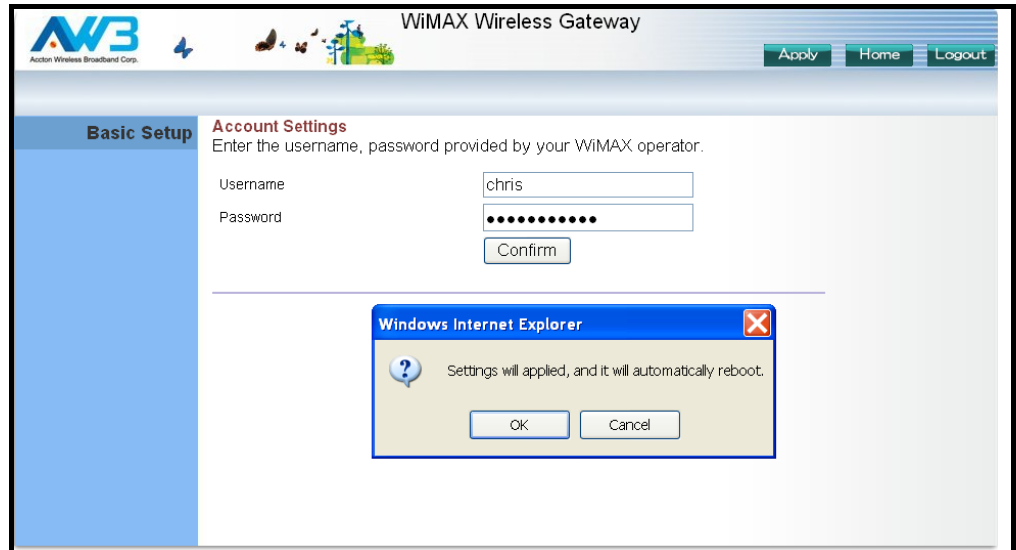 AW3
Accton Wireless Broadband Corp.
WiMAX Wireless Gateway
Apply Home Logout
Basic Setup
Account Settings
Enter the username, password provided by your WiMAX operator.
Username chris
Password •••••••••••
Confirm
Windows Internet Explorer
Settings will applied, and it will automatically reboot.
OK Cancel